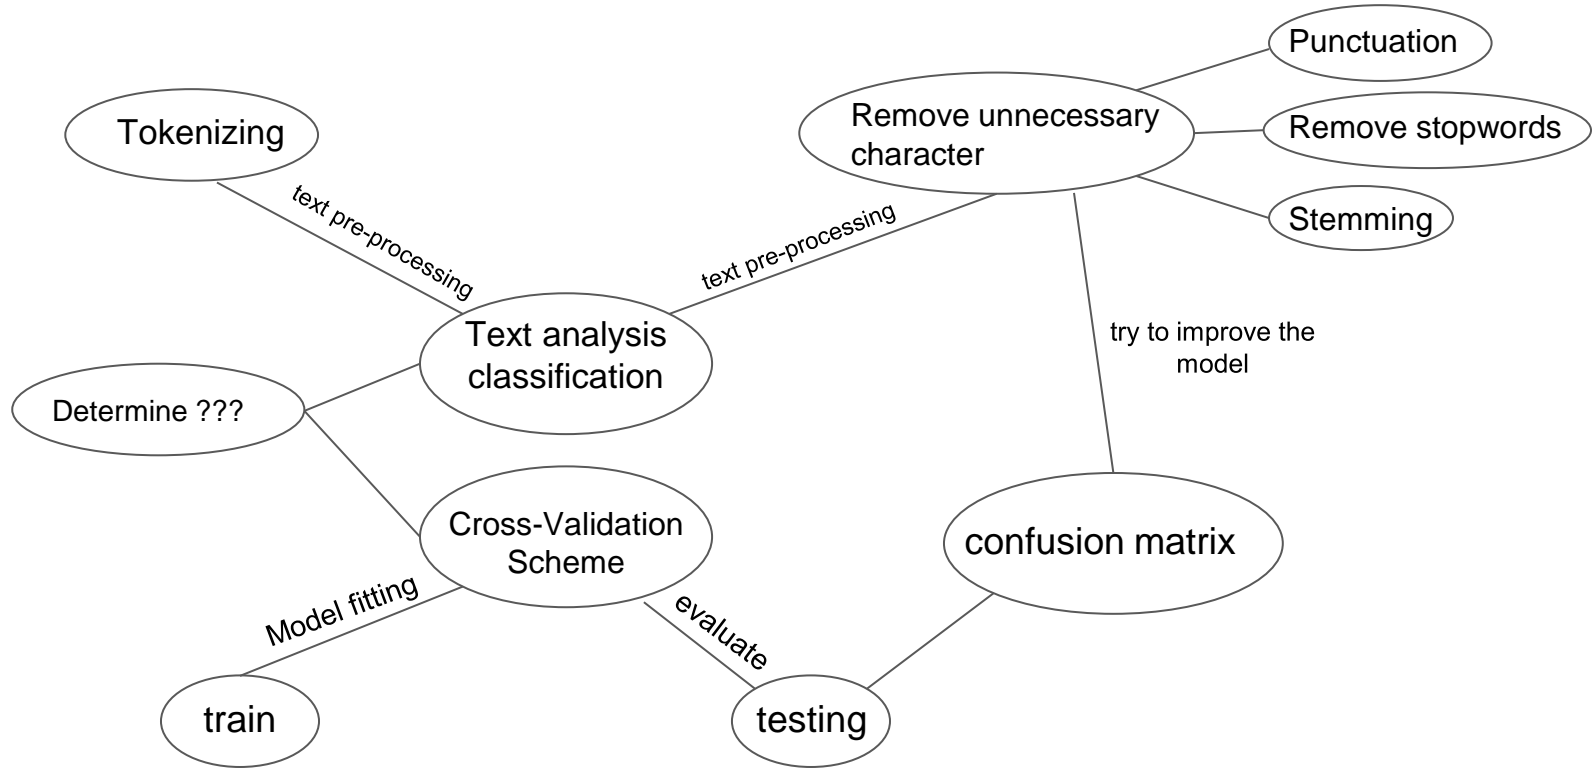 Punctuation
Tokenizing
Remove unnecessary
character
Remove stopwords
Stemming
text pre-processing
text pre-processing
Text analysis
classification
try to improve the
model
Determine ???
Cross-Validation
Scheme
confusion matrix
Model fitting
evaluate
train
testing